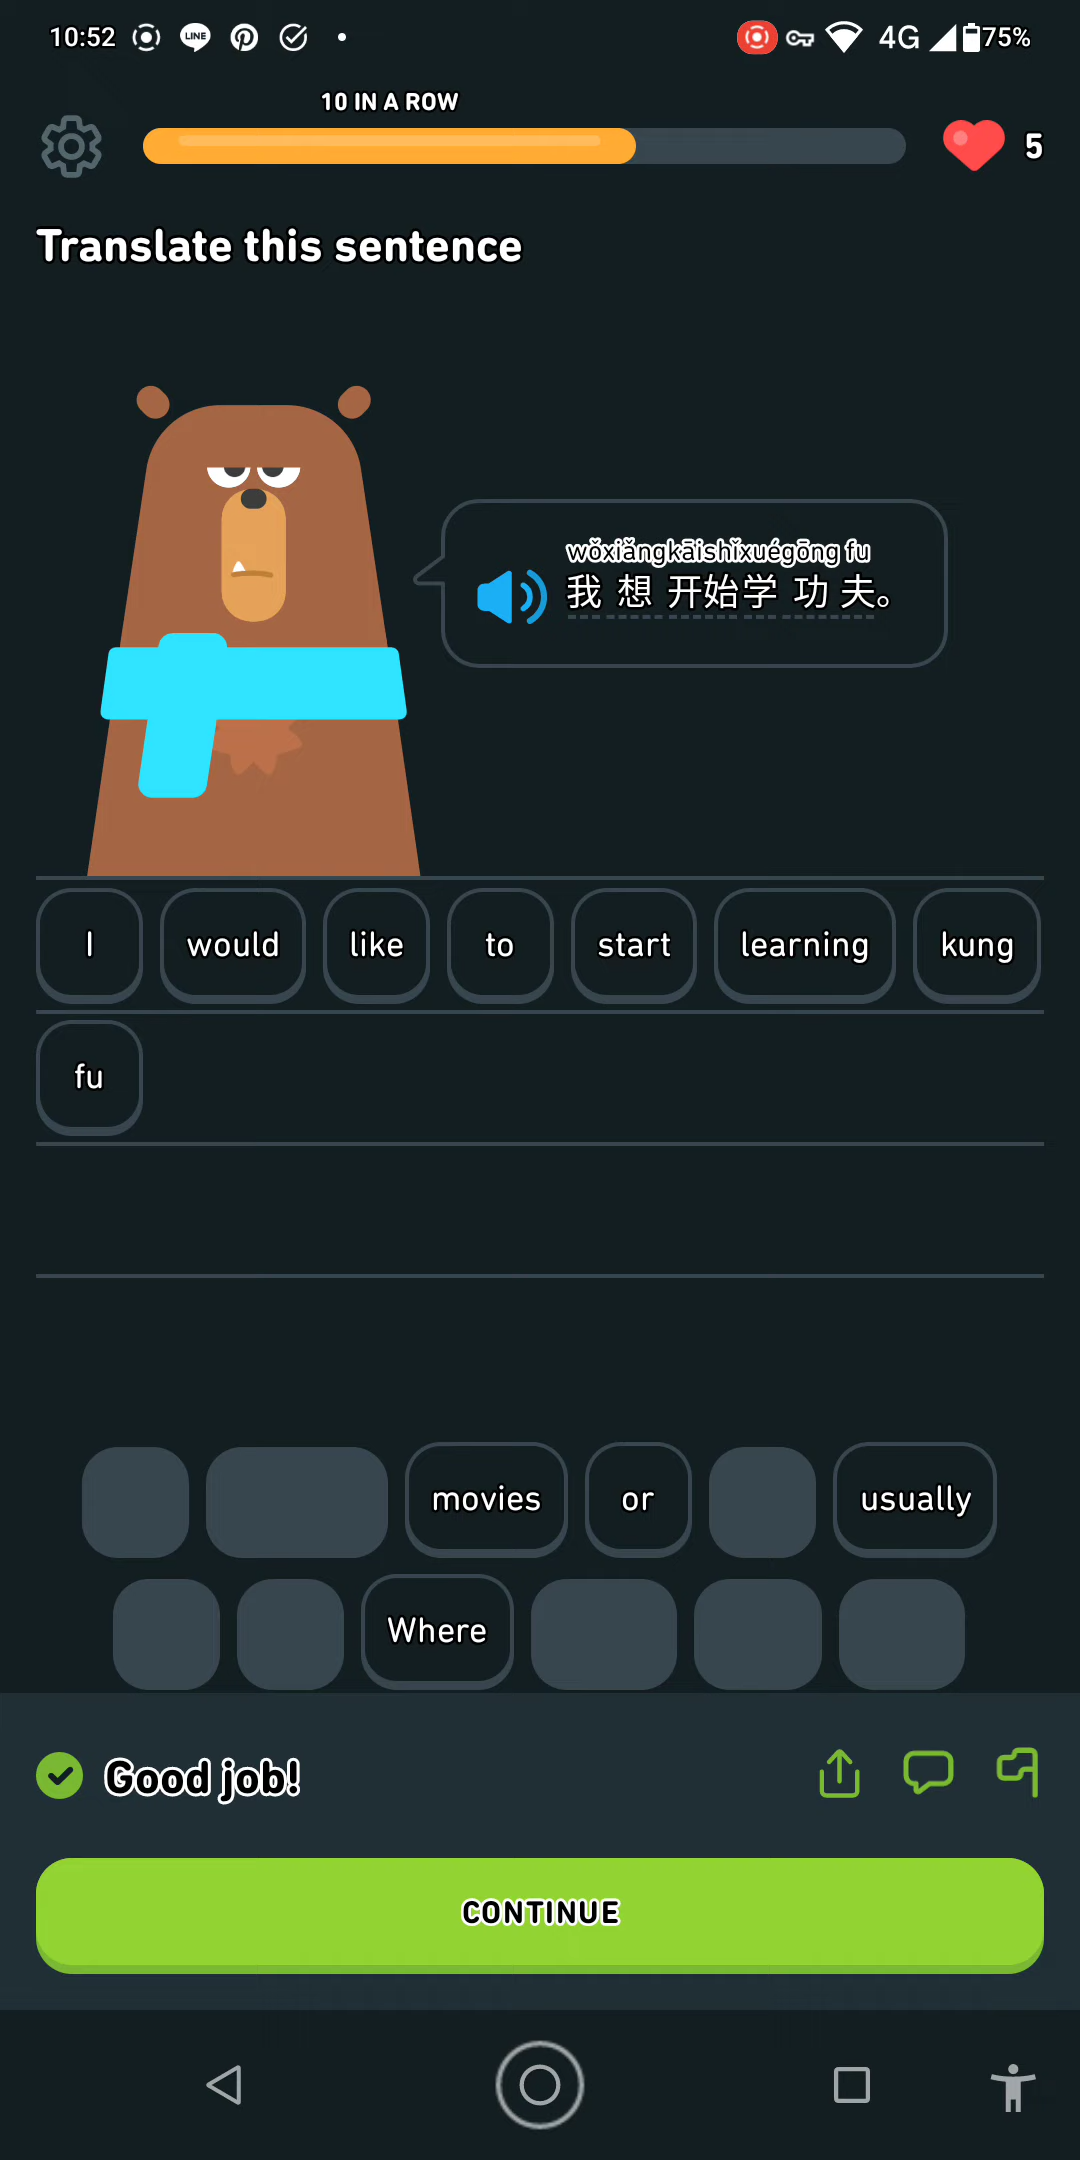 10:52 LINE 4G 75%
10 IN A ROW
5
Translate this sentence
wǒxiǎngkāishǐxuégōng fu
我 想 开始学 功 夫。
I would like to start learning kung
fu
movies or usually
Where
Good job!
CONTINUE